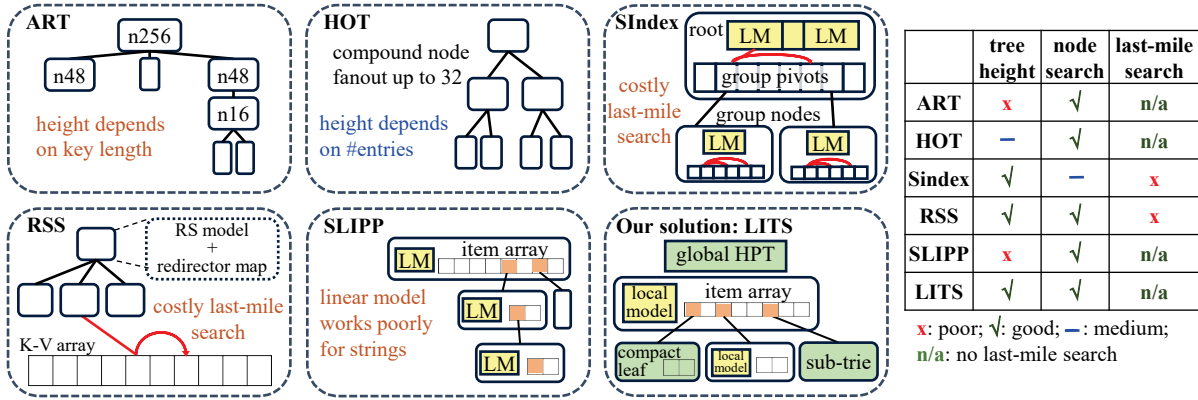 ART
n256
n48
n48
n16
height depends
on key length
HOT
compound node
fanout up to 32
height depends
on #entries
SIndex
root
LM
LM
group pivots
costly
last-mile
search
group nodes
LM
LM
RSS
RS model
+
redirector map
costly last-mile
search
K-V array
SLIPP
item array
LM
linear model
works poorly
for strings
LM
LM
Our solution: LITS
global HPT
local
model
item array
compact
leaf
local
model
sub-trie
tree height node search last-mile search
ART x √ n/a
HOT – √ n/a
Sindex √ – x
RSS √ √ x
SLIPP x √ n/a
LITS √ √ n/a
x: poor; √: good; –: medium;
n/a: no last-mile search